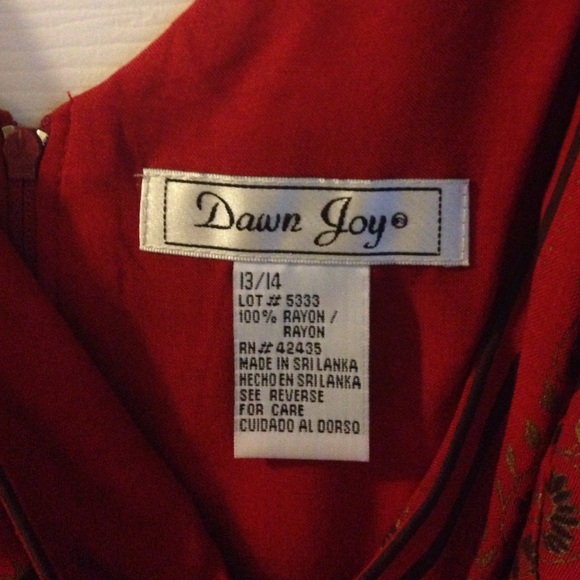 Dawn Joy®
13/14
LOT # 5333
100% RAYON /
RAYON
RN# 42435
MADE IN SRI LANKA
HECHO EN SRI LANKA
SEE REVERSE
FOR CARE
CUIDADO AL DORSO